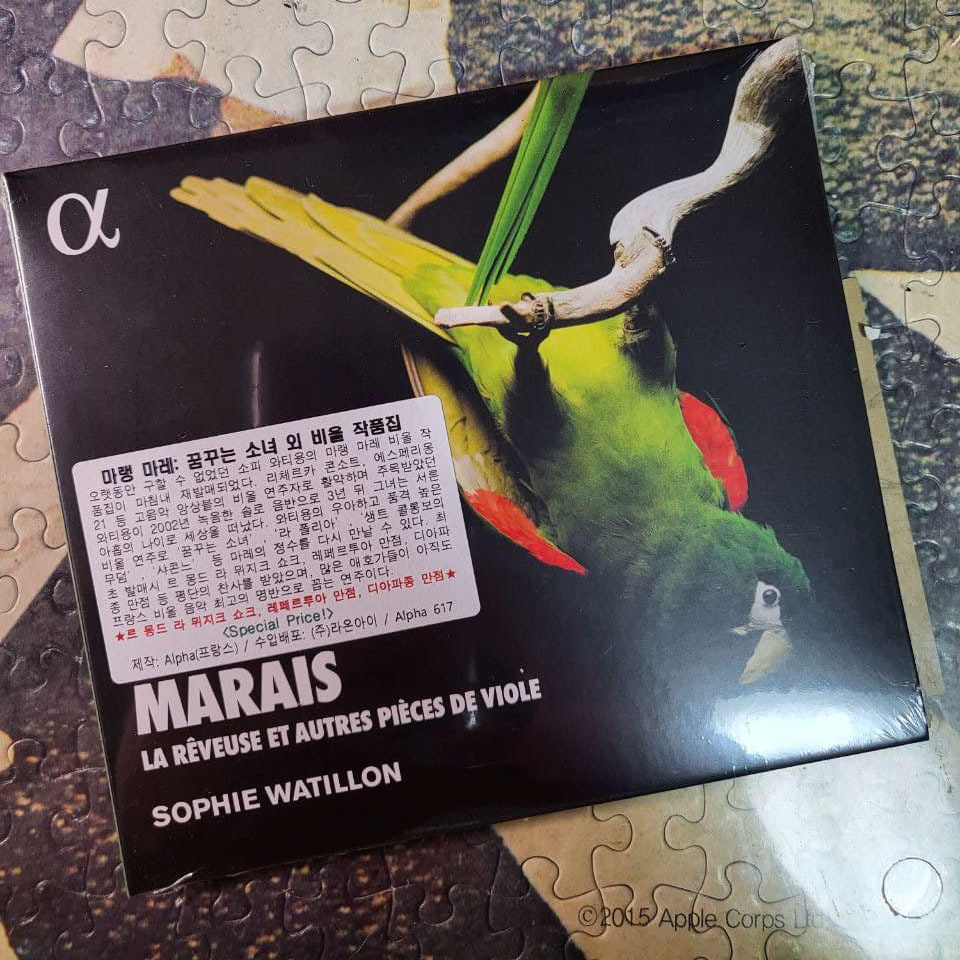 α
마랭 마레: 꿈꾸는 소녀 외 비올 작품집
오랫동안 구할 수 없었던 소피 와티용의 마랭 마레 비올 작
품집이 마침내 재발매되었다. 리체르카 콘소트, 에스페리옹
21 등 고음악 앙상블의 비올 연주자로 활약하며 주목받았던
와티용이 2002년 녹음한 솔로 음반으로 3년 뒤 그녀는 서른
아홉의 나이로 세상을 떠났다. 와티용의 우아하고 품격 높은
비올 연주로 '꿈꾸는 소녀', '라 폴리아', '생트 콜롱보의
무덤', '샤콘느' 등 마레의 정수를 다시 만날 수 있다. 최
초 발매시 르 몽드 라 뮈지크 쇼크, 레페르투아 만점, 디아파
종 만점 등 평단의 찬사를 받았으며, 많은 애호가들이 아직도
프랑스 비올 음악 최고의 명반으로 꼽는 연주이다.
★르 몽드 라 뮈지크 쇼크, 레페르투아 만점, 디아파종 만점★
<Special Price!>
제작: Alpha(프랑스) / 수입배포: (주)라온아이 / Alpha 617
MARAIS
LA RÊVEUSE ET AUTRES PIÈCES DE VIOLE
SOPHIE WATILLON
©2015 Apple Corps Ltd